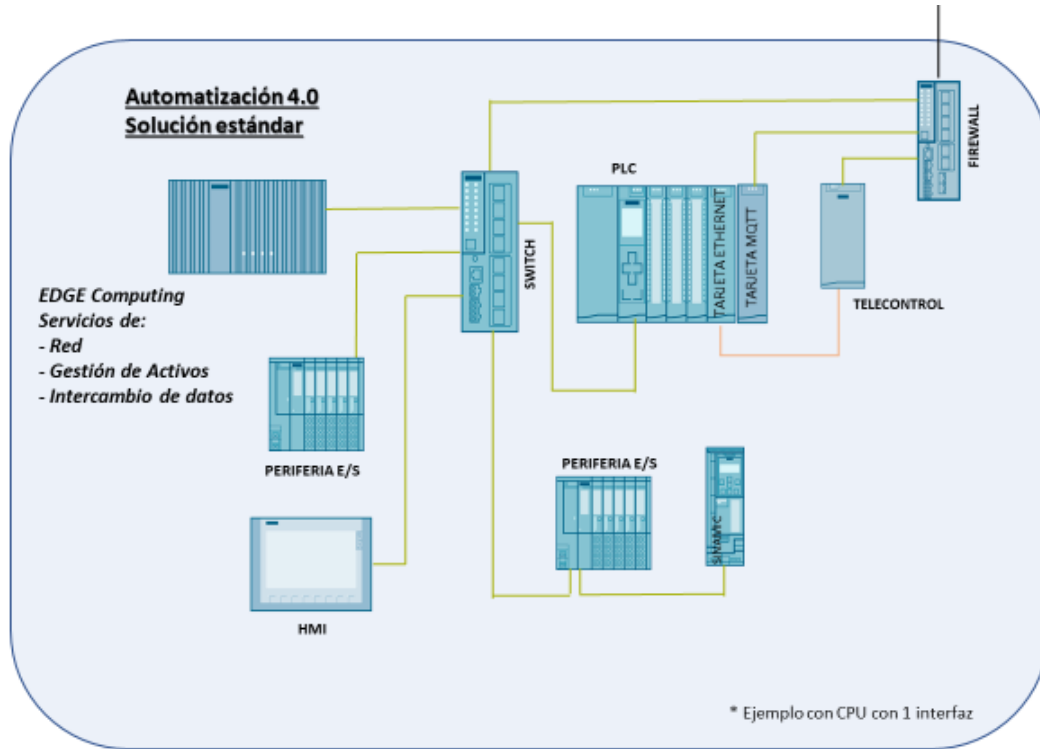 Automatización 4.0
Solución estándar
FIREWALL
PLC
TARJETA ETHERNET
TARJETA MQTT
SWITCH
TELECONTROL
EDGE Computing
Servicios de:
- Red
- Gestión de Activos
- Intercambio de datos
PERIFERIA E/S
PERIFERIA E/S
SINAMIC
HMI
* Ejemplo con CPU con 1 interfaz